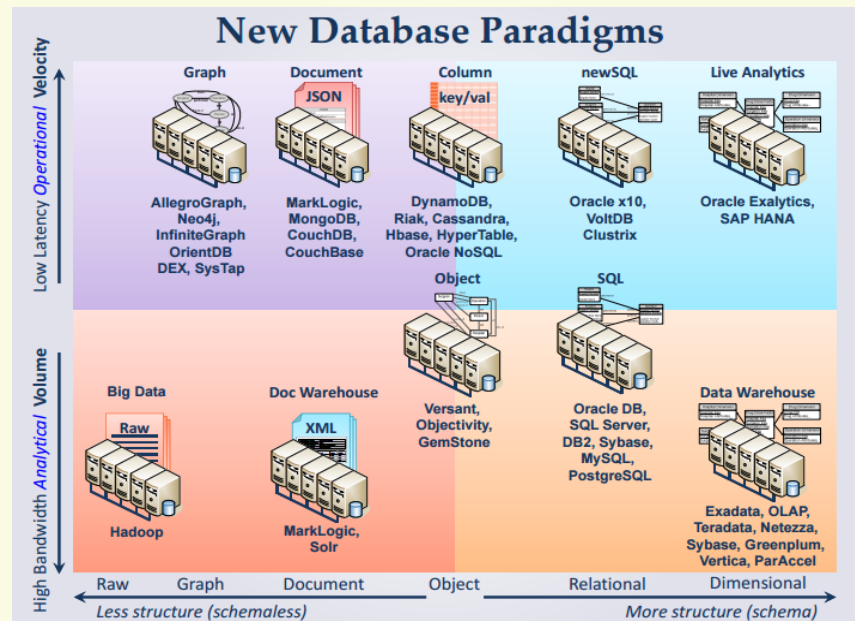 New Database Paradigms
Low Latency Operational Velocity
Graph
Document
JSON
Column
key/val
newSQL
Live Analytics
AllegroGraph,
Neo4j,
InfiniteGraph
OrientDB
DEX, SysTap
MarkLogic,
MongoDB,
CouchDB,
CouchBase
DynamoDB,
Riak, Cassandra,
Hbase, HyperTable,
Oracle NoSQL
Oracle x10,
VoltDB
Clustrix
Oracle Exalytics,
SAP HANA
Object
SQL
High Bandwidth Analytical Volume
Big Data
Raw
Hadoop
Doc Warehouse
XML
MarkLogic,
Solr
Versant,
Objectivity,
GemStone
Oracle DB,
SQL Server,
DB2, Sybase,
MySQL,
PostgreSQL
Data Warehouse
Exadata, OLAP,
Teradata, Netezza,
Sybase, Greenplum,
Vertica, ParAccel
Raw Graph Document Object Relational Dimensional
Less structure (schemaless) More structure (schema)